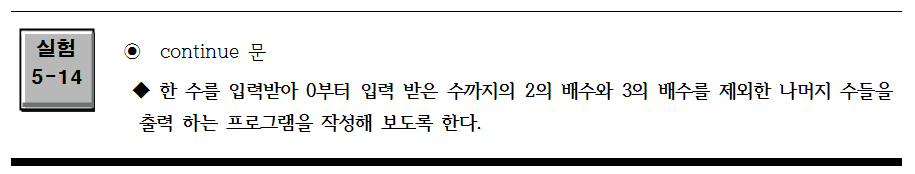 실험
5-14
◉ continue 문
◆ 한 수를 입력받아 0부터 입력 받은 수까지의 2의 배수와 3의 배수를 제외한 나머지 수들을
출력 하는 프로그램을 작성해 보도록 한다.